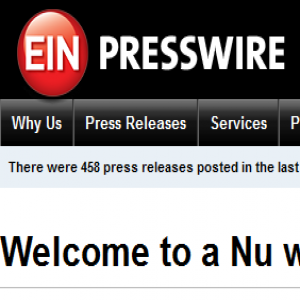 EIN PRESSWIRE
Why Us Press Releases Services P
There were 458 press releases posted in the last
Welcome to a Nu w